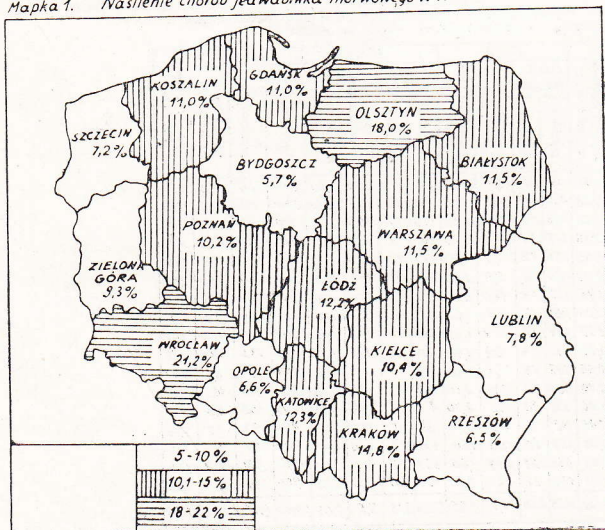 Mapka 1. Nasilenie chorób jedwabnika morwowego w
KOSZALIN
11,0%
GDAŃSK
11,0%
OLSZTYN
18,0%
SZCZECIN
7,2%
BYDGOSZCZ
5,7%
BIAŁYSTOK
11,5%
POZNAŃ
10,2%
WARSZAWA
11,5%
ZIELONA
GÓRA
9,3%
ŁÓDŹ
12,2%
LUBLIN
7,8%
WROCŁAW
21,2%
OPOLE
6,6%
KIELCE
10,4%
KATOWICE
12,3%
KRAKÓW
14,8%
RZESZÓW
6,5%
5-10%
10,1-15%
18-22%